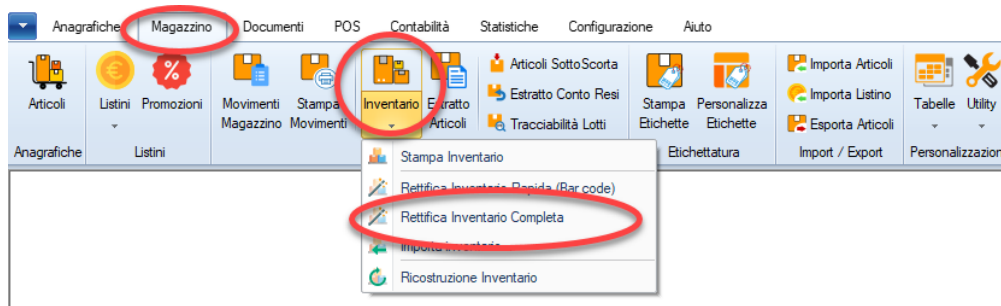 Anagrafiche Magazzino Documenti POS Contabilità Statistiche Configurazione Aiuto
Articoli
Listini
Promozioni
Movimenti
Magazzino
Stampa
Movimenti
Inventario
Estratto
Articoli
Articoli SottoScorta
Estratto Conto Resi
Tracciabilità Lotti
Stampa
Etichette
Personalizza
Etichette
Importa Articoli
Importa Listino
Esporta Articoli
Tabelle
Utility
Anagrafiche
Listini
Etichettatura
Import / Export
Personalizzazion
Stampa Inventario
Rettifica Inventario Rapida (Bar code)
Rettifica Inventario Completa
Importa inventario
Ricostruzione Inventario